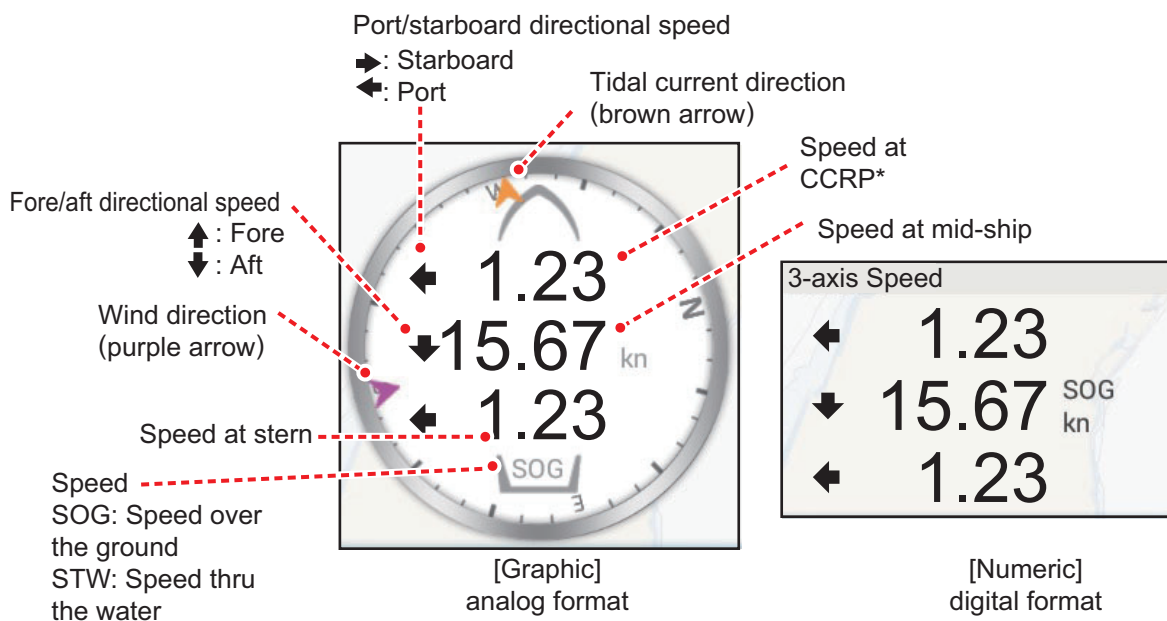 Port/starboard directional speed
➡: Starboard
⬅: Port
Tidal current direction
(brown arrow)
Speed at
CCRP*
Fore/aft directional speed
⬆: Fore
⬇: Aft
Speed at mid-ship
Wind direction
(purple arrow)
Speed at stern
Speed
SOG: Speed over
the ground
STW: Speed thru
the water
W
N
E
⬅ 1.23
⬇ 15.67 kn
⬅ 1.23
SOG
[Graphic]
analog format
3-axis Speed
⬅ 1.23
⬇ 15.67 SOG
kn
⬅ 1.23
[Numeric]
digital format